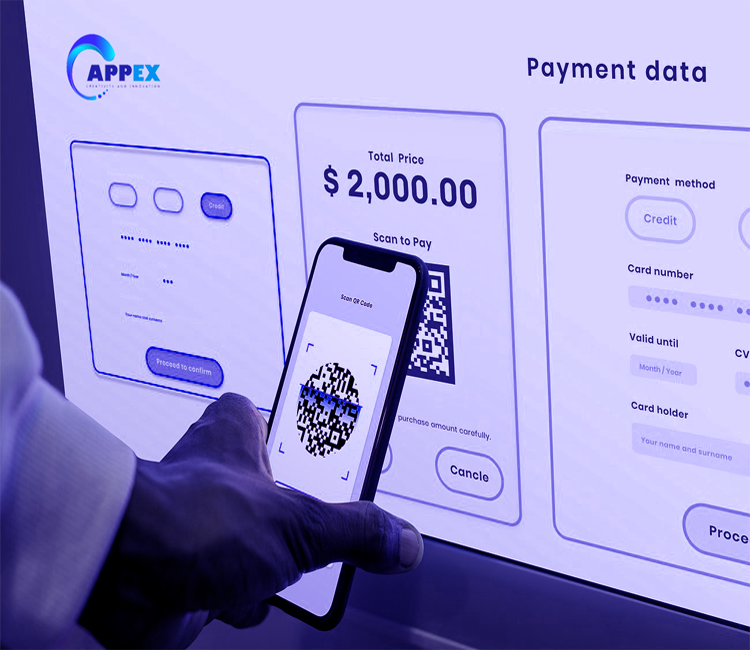 APPEX
CREATIVITY AND INNOVATION
Payment data
Credit
Month / Year
Your name and surname
Proceed to confirm
Total Price
$ 2,000.00
Scan to Pay
purchase amount carefully.
Cancle
Scan QR Code
Payment method
Credit
Card number
Valid until
CV
Month / Year
Card holder
Your name and surname
Proce